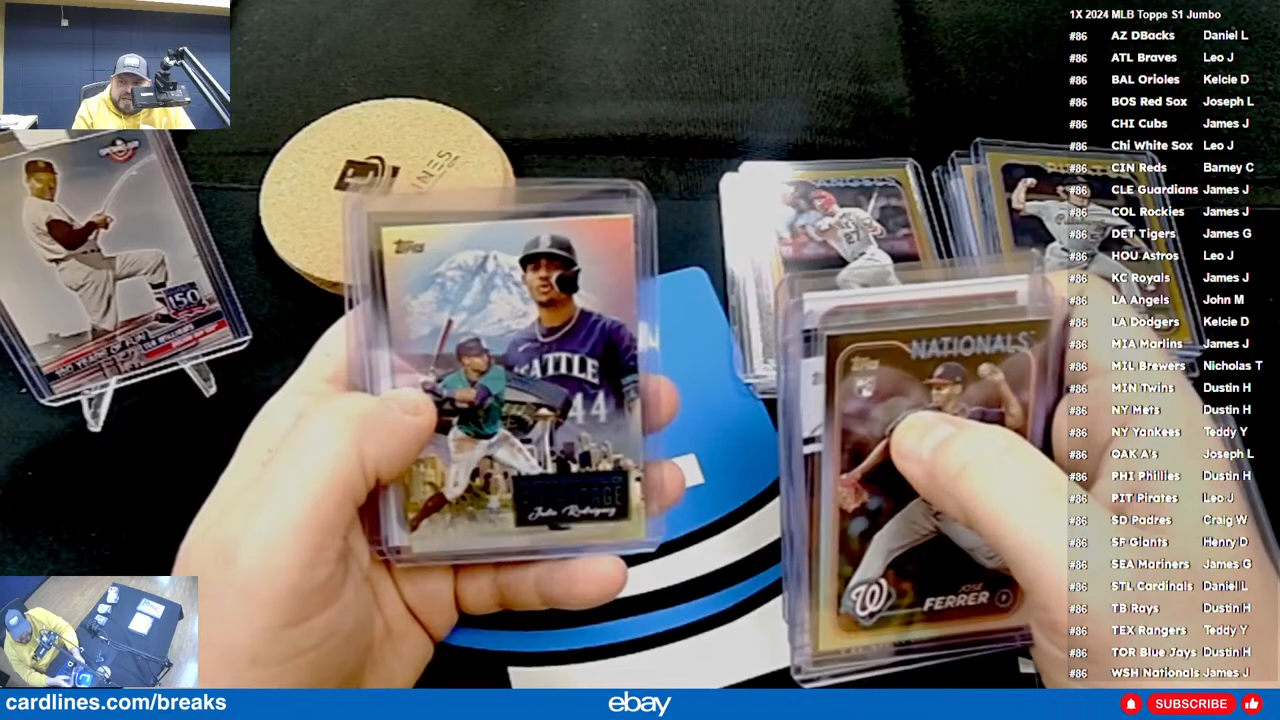 1X 2024 MLB Topps S1 Jumbo
#86 AZ DBacks Daniel L
#86 ATL Braves Leo J
#86 BAL Orioles Kelcie D
#86 BOS Red Sox Joseph L
#86 CHI Cubs James J
#86 Chi White Sox Leo J
#86 CIN Reds Barney C
#86 CLE Guardians James J
#86 COL Rockies James J
#86 DET Tigers James G
#86 HOU Astros Leo J
#86 KC Royals James J
#86 LA Angels John M
#86 LA Dodgers Kelcie D
#86 MIA Marlins James J
#86 MIL Brewers Nicholas T
#86 MIN Twins Dustin H
#86 NY Mets Dustin H
#86 NY Yankees Teddy Y
#86 OAK A's Joseph L
#86 PHI Phillies Dustin H
#86 PIT Pirates Leo J
#86 SD Padres Craig W
#86 SF Giants Henry D
#86 SEA Mariners James G
#86 STL Cardinals Daniel L
#86 TB Rays Dustin H
#86 TEX Rangers Teddy Y
#86 TOR Blue Jays Dustin H
#86 WSH Nationals James J
150
150 YEARS OF FUN
TED WILLIAMS
Topps
SEATTLE
44
Julio Rodriguez
27
Topps
NATIONALS
W
JOSE
FERRER
cardlines.com/breaks
ebay
SUBSCRIBE